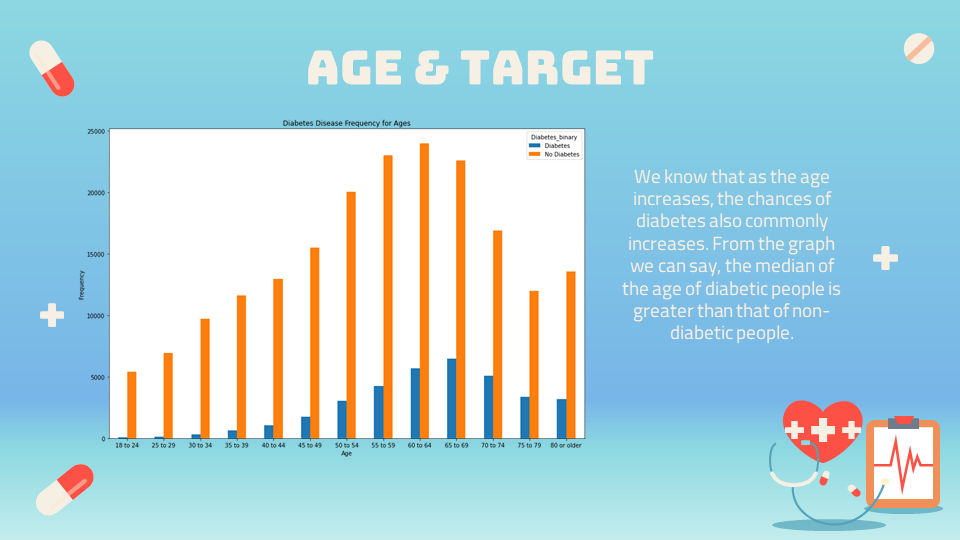 AGE & TARGET
Diabetes Disease Frequency for Ages
Diabetes_binary
Diabetes
No Diabetes
Frequency
25000
20000
15000
10000
5000
0
18 to 24 25 to 29 30 to 34 35 to 39 40 to 44 45 to 49 50 to 54 55 to 59 60 to 64 65 to 69 70 to 74 75 to 79 80 or older
Age
We know that as the age
increases, the chances of
diabetes also commonly
increases. From the graph
we can say, the median of
the age of diabetic people is
greater than that of non-
diabetic people.